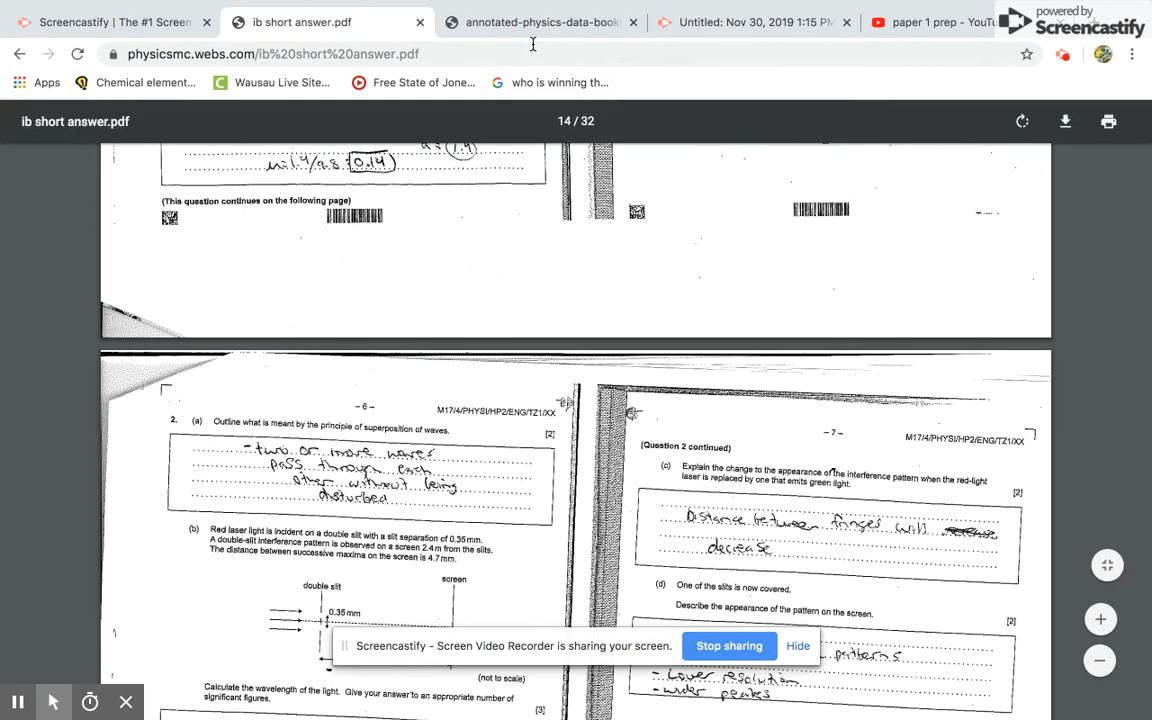 Screencastify | The #1 Screen
ib short answer.pdf
annotated-physics-data-bookl
Untitled: Nov 30, 2019 1:15 PM
paper 1 prep - YouTu
powered by
Screencastify
physicsmc.webs.com/ib%20short%20answer.pdf
Apps
Chemical element...
Wausau Live Site...
Free State of Jone...
who is winning th...
ib short answer.pdf
14 / 32
0.14
(This question continues on the following page)
– 6 –
M17/4/PHYSI/HP2/ENG/TZ1/XX
2. (a) Outline what is meant by the principle of superposition of waves.
[2]
- two or more waves
pass through each
other without being
disturbed
(b) Red laser light is incident on a double slit with a slit separation of 0.35mm.
A double-slit interference pattern is observed on a screen 2.4m from the slits.
The distance between successive maxima on the screen is 4.7mm.
double slit
screen
0.35mm
(not to scale)
Calculate the wavelength of the light. Give your answer to an appropriate number of
significant figures.
[3]
– 7 –
M17/4/PHYSI/HP2/ENG/TZ1/XX
(Question 2 continued)
(c) Explain the change to the appearance of the interference pattern when the red-light
laser is replaced by one that emits green light.
[2]
Distance between fringes will
decrease
(d) One of the slits is now covered.
Describe the appearance of the pattern on the screen.
[2]
patterns
- Lower resolution
- wider peaks
Screencastify - Screen Video Recorder is sharing your screen.
Stop sharing
Hide